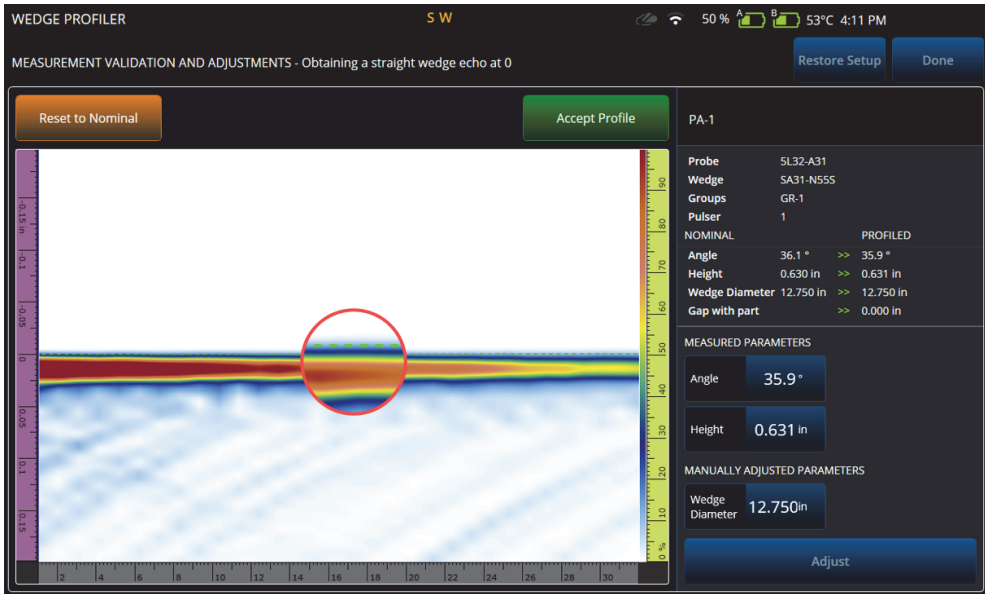 WEDGE PROFILER
S W
50 % A B 53°C 4:11 PM
MEASUREMENT VALIDATION AND ADJUSTMENTS - Obtaining a straight wedge echo at 0
Restore Setup
Done
Reset to Nominal
Accept Profile
PA-1
-0.15 in
-0.1
-0.05
0
0.05
0.1
0.15
90
80
70
60
50
40
30
20
10
0 %
2 4 6 8 10 12 14 16 18 20 22 24 26 28 30
Probe 5L32-A31
Wedge SA31-N55S
Groups GR-1
Pulser 1
NOMINAL PROFILED
Angle 36.1 ° >> 35.9 °
Height 0.630 in >> 0.631 in
Wedge Diameter 12.750 in >> 12.750 in
Gap with part >> 0.000 in
MEASURED PARAMETERS
Angle 35.9 °
Height 0.631 in
MANUALLY ADJUSTED PARAMETERS
Wedge
Diameter 12.750in
Adjust